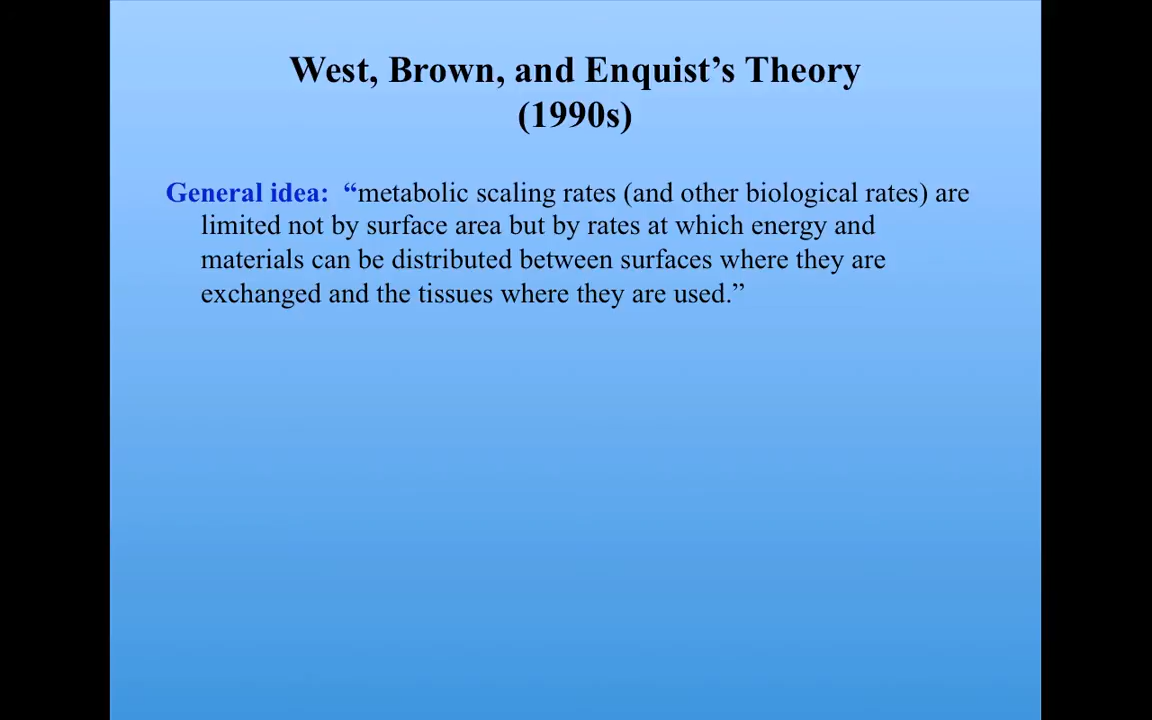 West, Brown, and Enquist’s Theory
(1990s)
General idea: “metabolic scaling rates (and other biological rates) are
limited not by surface area but by rates at which energy and
materials can be distributed between surfaces where they are
exchanged and the tissues where they are used.”